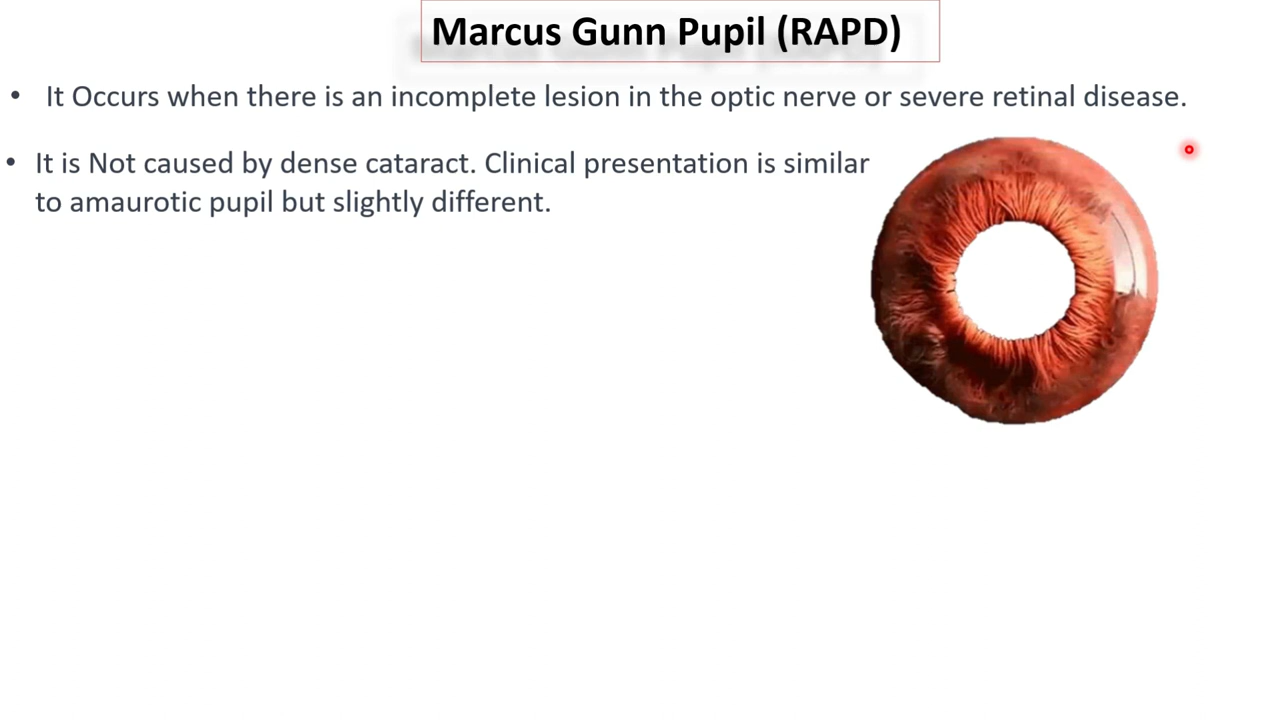 Marcus Gunn Pupil (RAPD)
• It Occurs when there is an incomplete lesion in the optic nerve or severe retinal disease.
• It is Not caused by dense cataract. Clinical presentation is similar
to amaurotic pupil but slightly different.